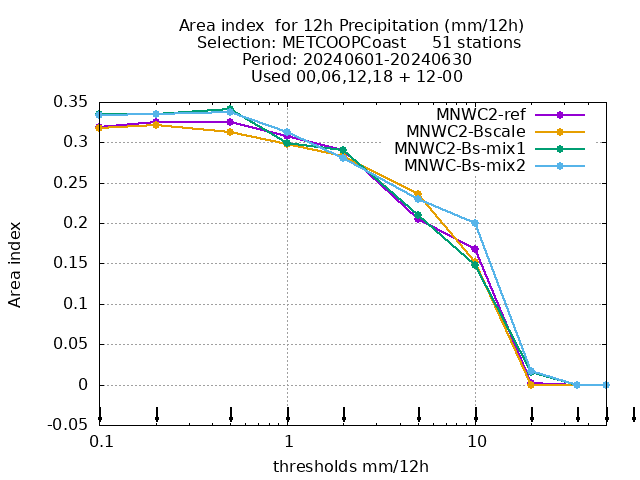 Area index  for 12h Precipitation (mm/12h)
Selection: METCOOPCoast     51 stations
Period: 20240601-20240630
Used 00,06,12,18 + 12-00
MNWC2-ref
MNWC2-Bscale
MNWC2-Bs-mix1
MNWC-Bs-mix2
Area index
0.35
0.3
0.25
0.2
0.15
0.1
0.05
0
-0.05
0.1 1 10
thresholds mm/12h